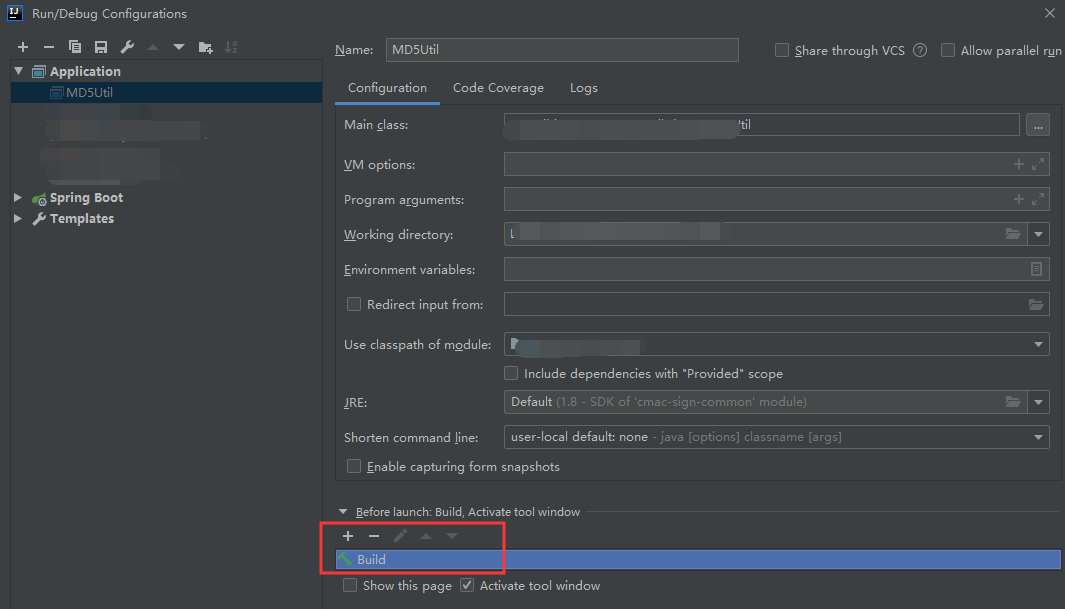 Run/Debug Configurations
Name: MD5Util
Share through VCS
Allow parallel run
Application
MD5Util
Spring Boot
Templates
Configuration Code Coverage Logs
Main class:
...
VM options:
Program arguments:
Working directory:
Environment variables:
Redirect input from:
Use classpath of module:
Include dependencies with "Provided" scope
JRE: Default (1.8 - SDK of 'cmac-sign-common' module)
Shorten command line: user-local default: none - java [options] classname [args]
Enable capturing form snapshots
Before launch: Build, Activate tool window
Build
Show this page Activate tool window